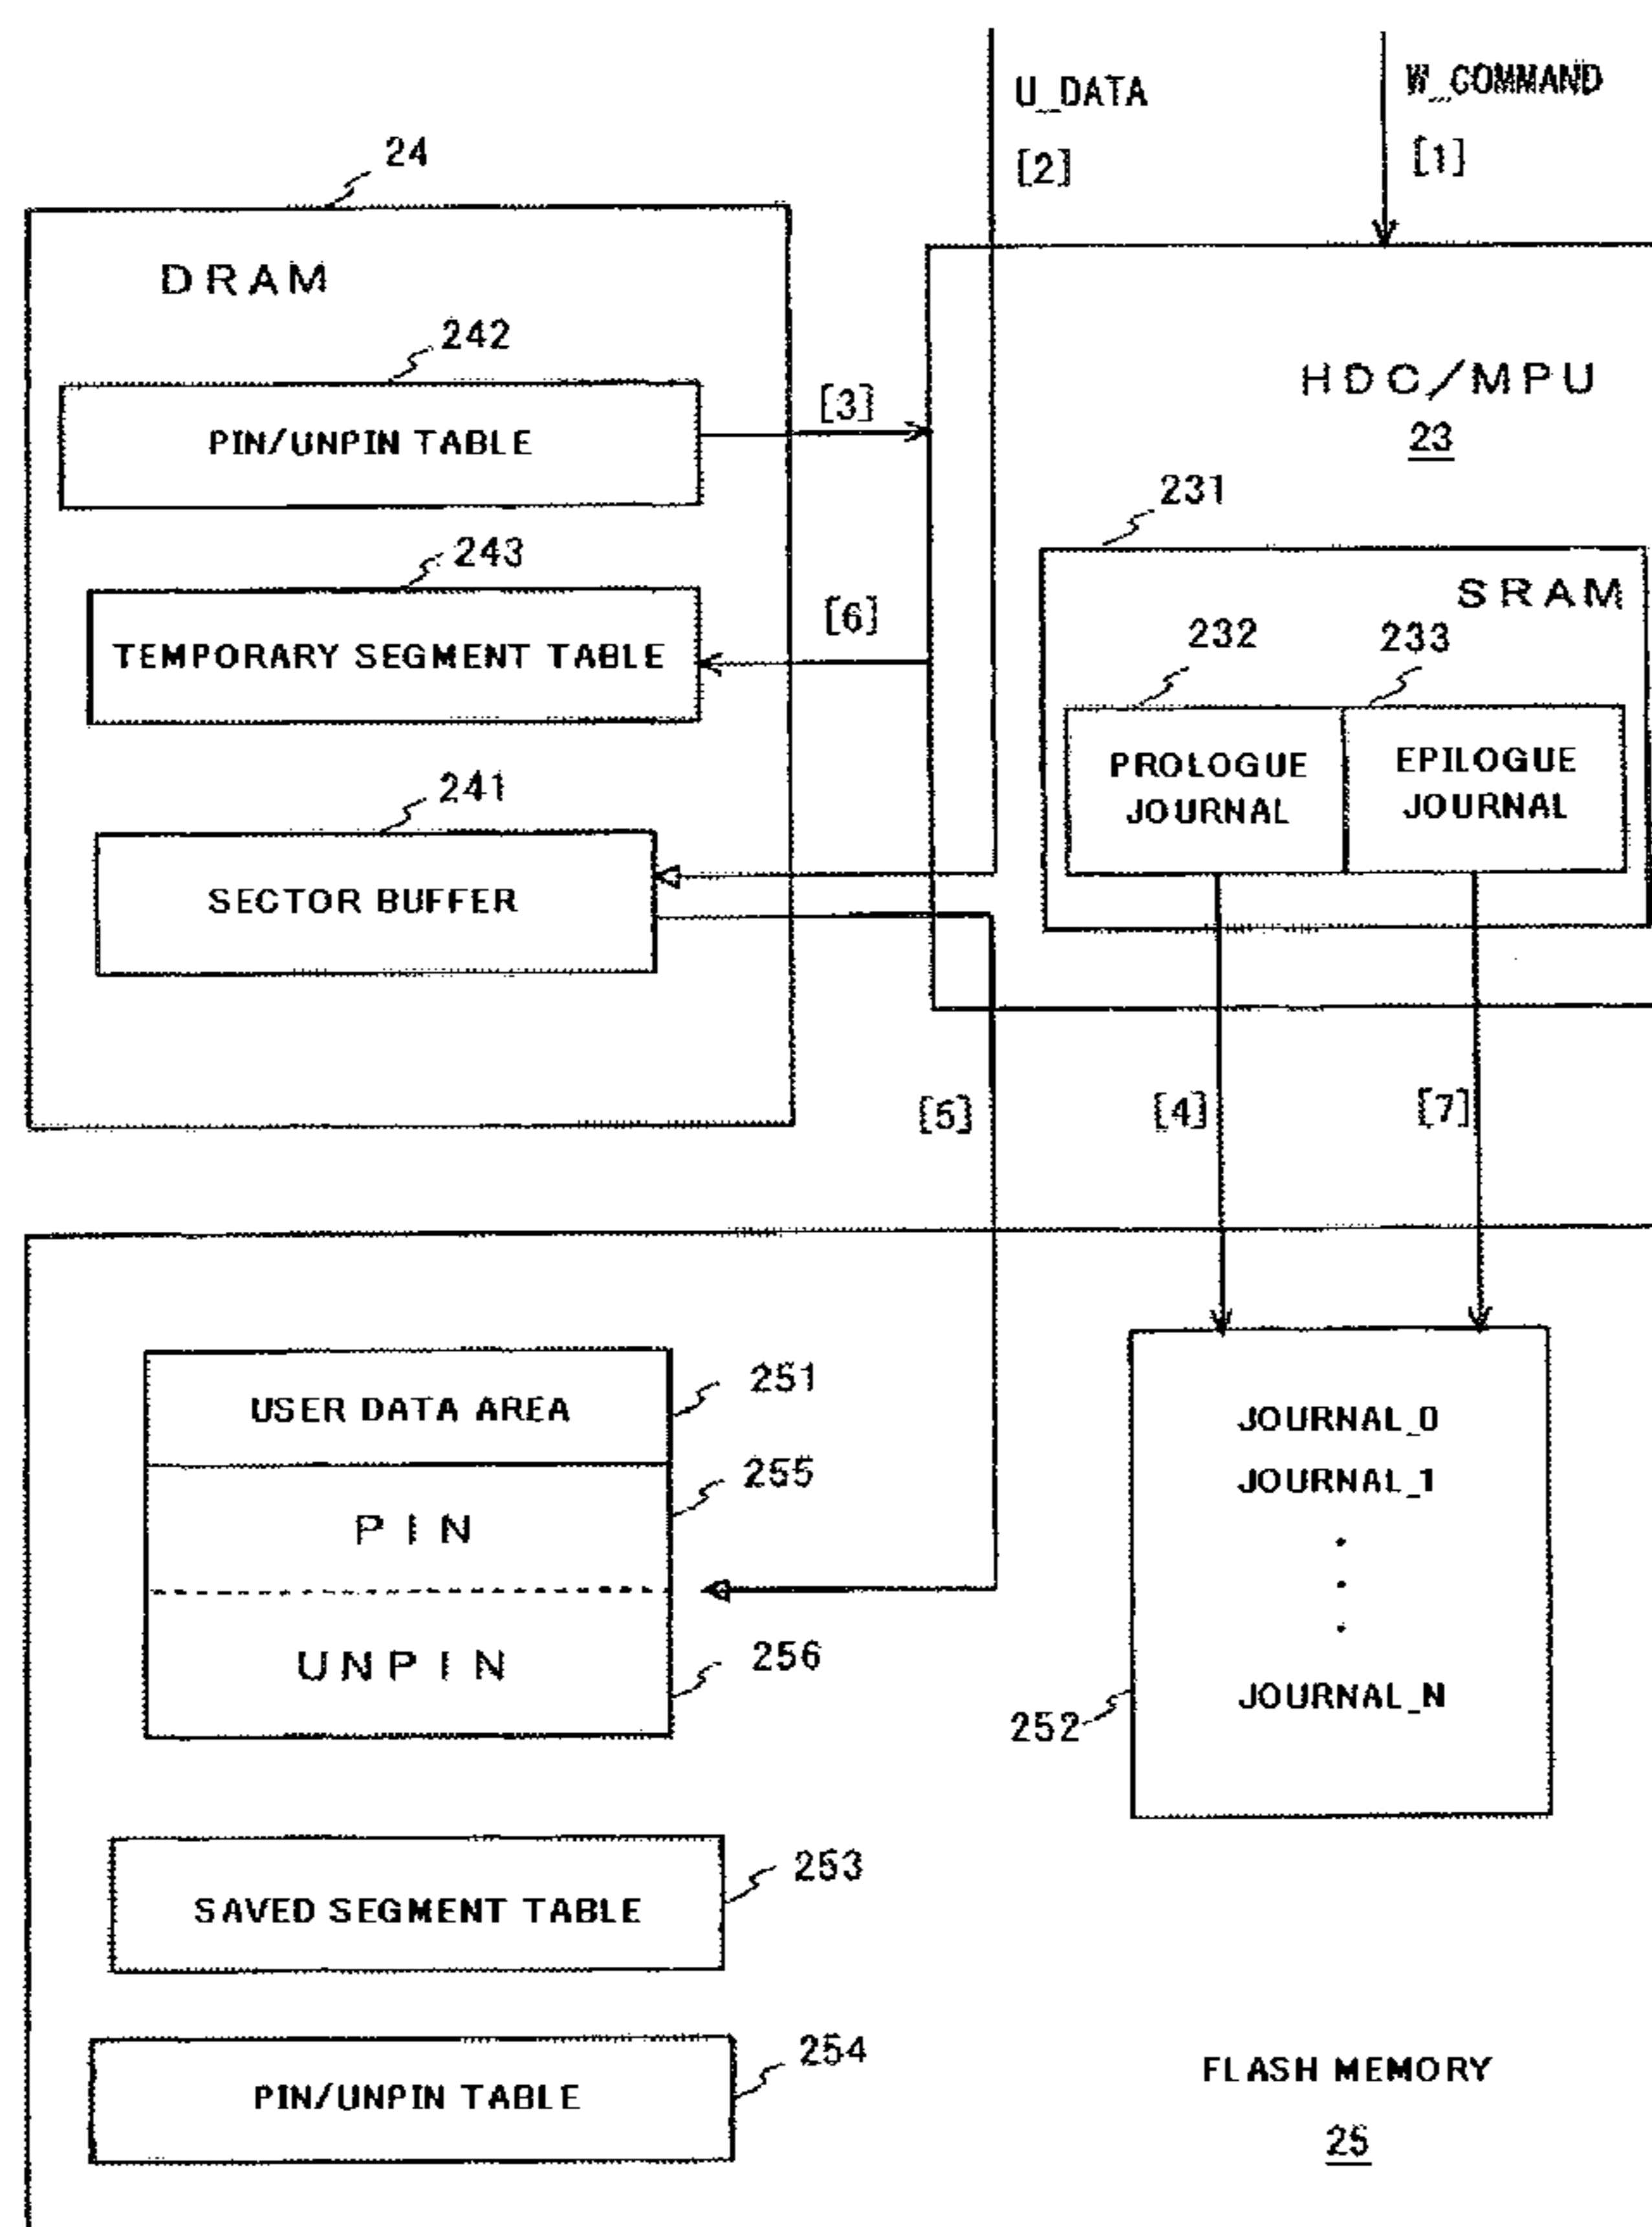 U_DATA
[2]
W_COMMAND
[1]
24
DRAM
242
PIN/UNPIN TABLE
[3]
HDC/MPU
23
243
TEMPORARY SEGMENT TABLE
[6]
231
SRAM
232
233
PROLOGUE
JOURNAL
EPILOGUE
JOURNAL
241
SECTOR BUFFER
[5]
[4]
[7]
USER DATA AREA
251
PIN
255
UNPIN
256
JOURNAL_0
JOURNAL_1
JOURNAL_N
252
SAVED SEGMENT TABLE
253
PIN/UNPIN TABLE
254
FLASH MEMORY
25